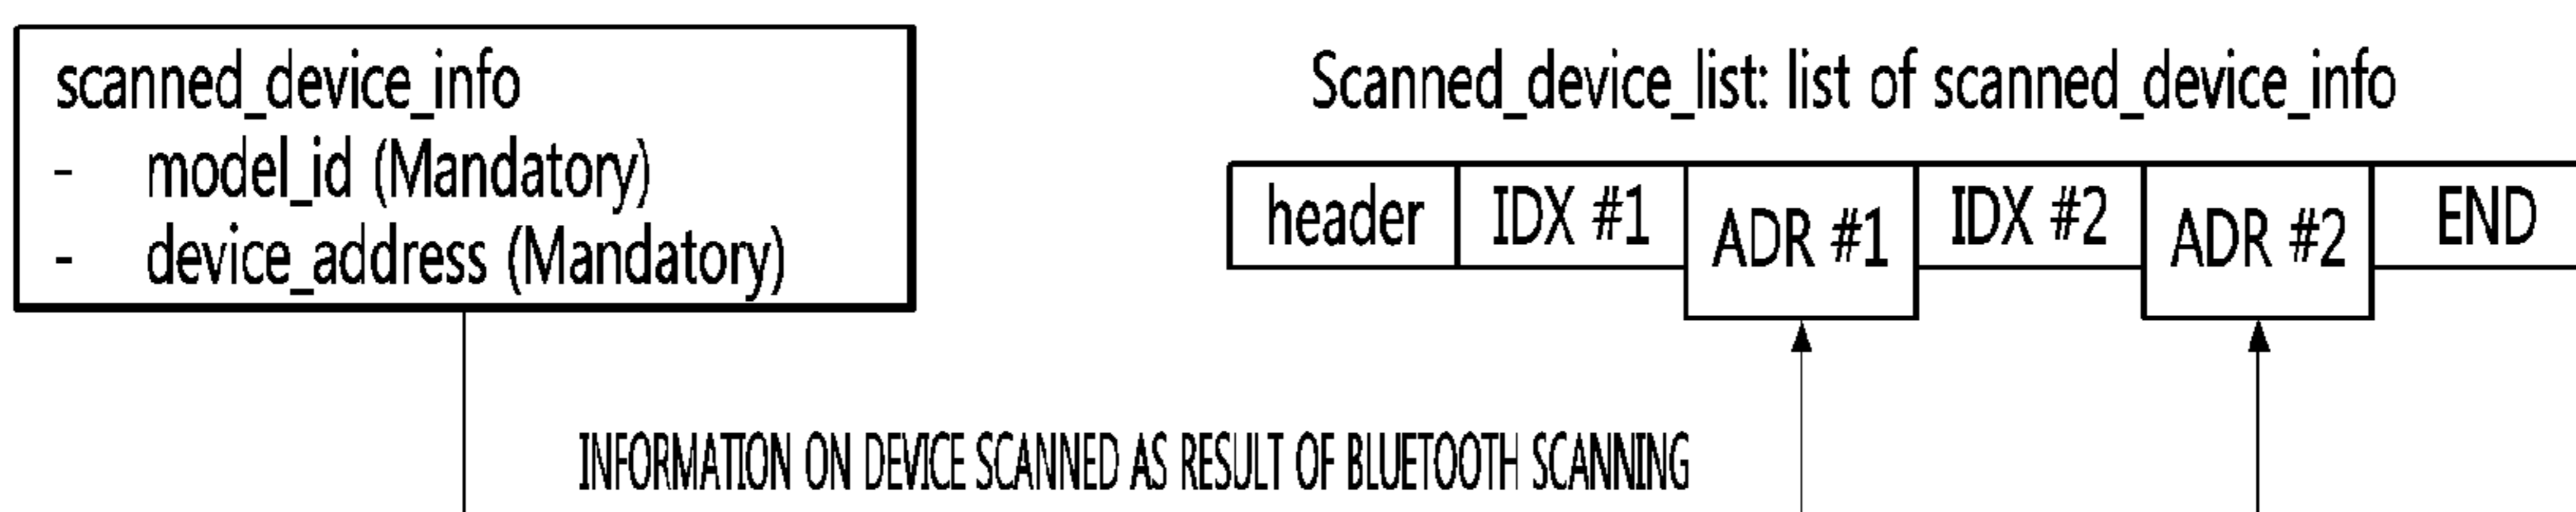 scanned_device_info
- model_id (Mandatory)
- device_address (Mandatory)
Scanned_device_list: list of scanned_device_info
header IDX #1 ADR #1 IDX #2 ADR #2 END
INFORMATION ON DEVICE SCANNED AS RESULT OF BLUETOOTH SCANNING